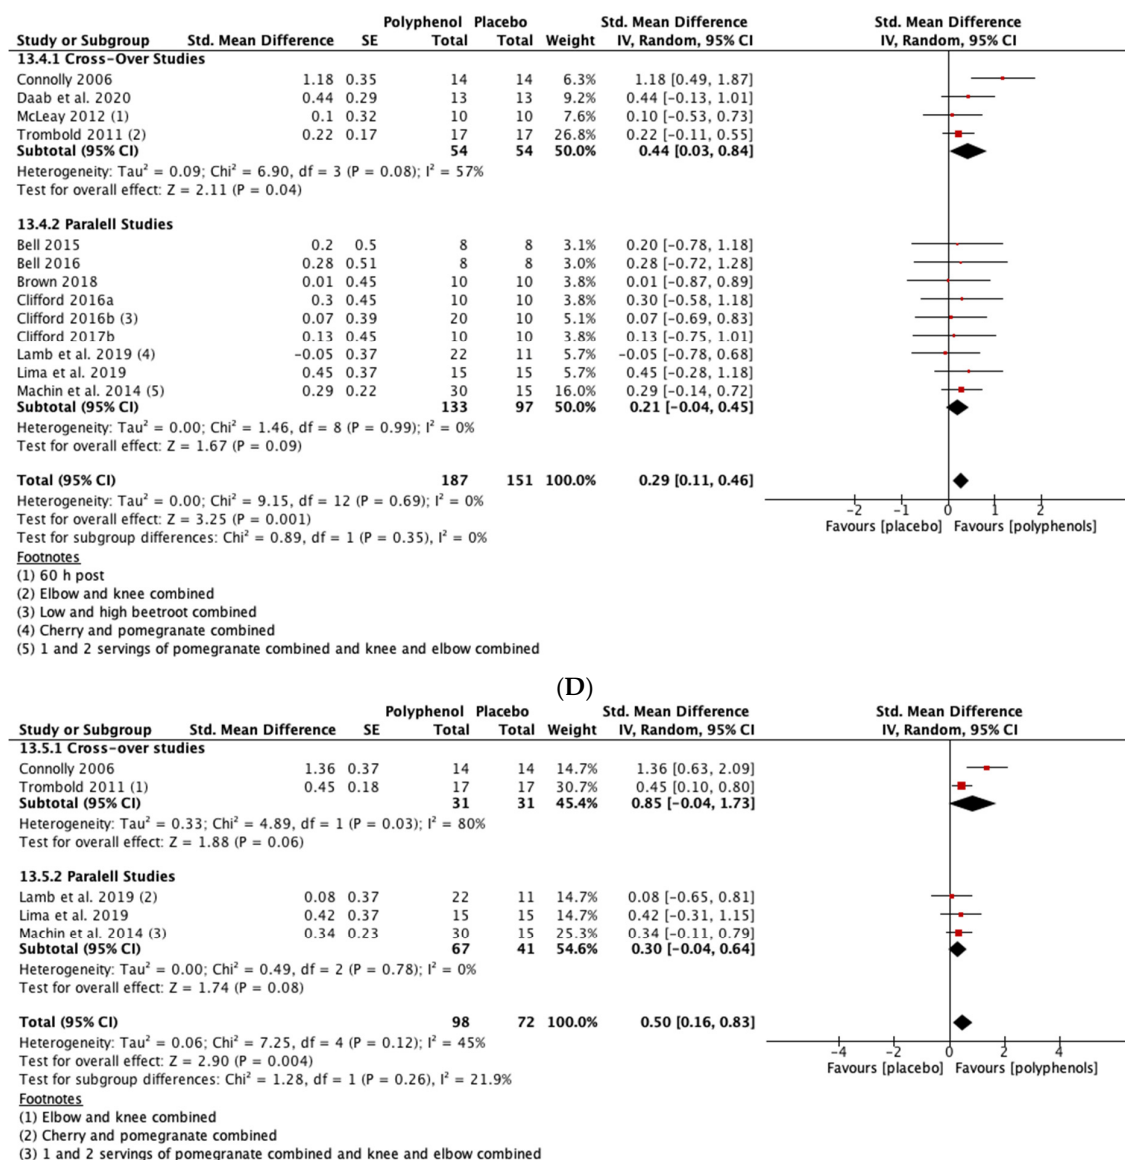 Polyphenol Placebo Std. Mean Difference Std. Mean Difference
Study or Subgroup Std. Mean Difference SE Total Total Weight IV, Random, 95% CI IV, Random, 95% CI
13.4.1 Cross-Over Studies
Connolly 2006 1.18 0.35 14 14 6.3% 1.18 [0.49, 1.87]
Daab et al. 2020 0.44 0.29 13 13 9.2% 0.44 [-0.13, 1.01]
McLeay 2012 (1) 0.1 0.32 10 10 7.6% 0.10 [-0.53, 0.73]
Trombold 2011 (2) 0.22 0.17 17 17 26.8% 0.22 [-0.11, 0.55]
Subtotal (95% CI) 54 54 50.0% 0.44 [0.03, 0.84]
Heterogeneity: Tau² = 0.09; Chi² = 6.90, df = 3 (P = 0.08); I² = 57%
Test for overall effect: Z = 2.11 (P = 0.04)
13.4.2 Paralell Studies
Bell 2015 0.2 0.5 8 8 3.1% 0.20 [-0.78, 1.18]
Bell 2016 0.28 0.51 8 8 3.0% 0.28 [-0.72, 1.28]
Brown 2018 0.01 0.45 10 10 3.8% 0.01 [-0.87, 0.89]
Clifford 2016a 0.3 0.45 10 10 3.8% 0.30 [-0.58, 1.18]
Clifford 2016b (3) 0.07 0.39 20 10 5.1% 0.07 [-0.69, 0.83]
Clifford 2017b 0.13 0.45 10 10 3.8% 0.13 [-0.75, 1.01]
Lamb et al. 2019 (4) -0.05 0.37 22 11 5.7% -0.05 [-0.78, 0.68]
Lima et al. 2019 0.45 0.37 15 15 5.7% 0.45 [-0.28, 1.18]
Machin et al. 2014 (5) 0.29 0.22 30 15 16.0% 0.29 [-0.14, 0.72]
Subtotal (95% CI) 133 97 50.0% 0.21 [-0.04, 0.45]
Heterogeneity: Tau² = 0.00; Chi² = 1.46, df = 8 (P = 0.99); I² = 0%
Test for overall effect: Z = 1.67 (P = 0.09)
Total (95% CI) 187 151 100.0% 0.29 [0.11, 0.46]
Heterogeneity: Tau² = 0.00; Chi² = 9.15, df = 12 (P = 0.69); I² = 0%
Test for overall effect: Z = 3.25 (P = 0.001)
Test for subgroup differences: Chi² = 0.89, df = 1 (P = 0.35), I² = 0%
-2 -1 0 1 2
Favours [placebo] Favours [polyphenols]
Footnotes
(1) 60 h post
(2) Elbow and knee combined
(3) Low and high beetroot combined
(4) Cherry and pomegranate combined
(5) 1 and 2 servings of pomegranate combined and knee and elbow combined
(D)
Polyphenol Placebo Std. Mean Difference Std. Mean Difference
Study or Subgroup Std. Mean Difference SE Total Total Weight IV, Random, 95% CI IV, Random, 95% CI
13.5.1 Cross-over studies
Connolly 2006 1.36 0.37 14 14 14.7% 1.36 [0.63, 2.09]
Trombold 2011 (1) 0.45 0.18 17 17 30.7% 0.45 [0.10, 0.80]
Subtotal (95% CI) 31 31 45.4% 0.85 [-0.04, 1.73]
Heterogeneity: Tau² = 0.33; Chi² = 4.89, df = 1 (P = 0.03); I² = 80%
Test for overall effect: Z = 1.88 (P = 0.06)
13.5.2 Paralell Studies
Lamb et al. 2019 (2) 0.08 0.37 22 11 14.7% 0.08 [-0.65, 0.81]
Lima et al. 2019 0.42 0.37 15 15 14.7% 0.42 [-0.31, 1.15]
Machin et al. 2014 (3) 0.34 0.23 30 15 25.3% 0.34 [-0.11, 0.79]
Subtotal (95% CI) 67 41 54.6% 0.30 [-0.04, 0.64]
Heterogeneity: Tau² = 0.00; Chi² = 0.49, df = 2 (P = 0.78); I² = 0%
Test for overall effect: Z = 1.74 (P = 0.08)
Total (95% CI) 98 72 100.0% 0.50 [0.16, 0.83]
Heterogeneity: Tau² = 0.06; Chi² = 7.25, df = 4 (P = 0.12); I² = 45%
Test for overall effect: Z = 2.90 (P = 0.004)
Test for subgroup differences: Chi² = 1.28, df = 1 (P = 0.26), I² = 21.9%
-4 -2 0 2 4
Favours [placebo] Favours [polyphenols]
Footnotes
(1) Elbow and knee combined
(2) Cherry and pomegranate combined
(3) 1 and 2 servings of pomegranate combined and knee and elbow combined